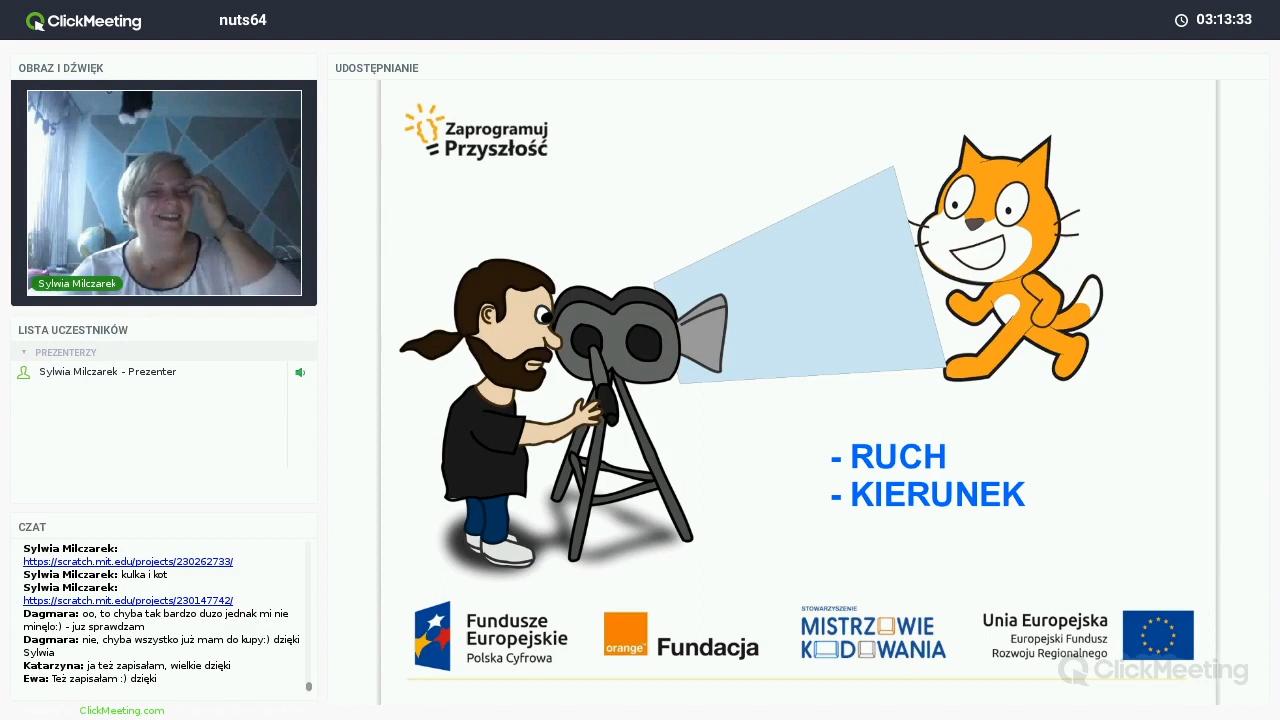 ClickMeeting
nuts64
03:13:33
OBRAZ I DŹWIĘK
Sylwia Milczarek
LISTA UCZESTNIKÓW
PREZENTERZY
Sylwia Milczarek - Prezenter
CZAT
Sylwia Milczarek:
https://scratch.mit.edu/projects/230262733/
Sylwia Milczarek: kulka i kot
Sylwia Milczarek:
https://scratch.mit.edu/projects/230147742/
Dagmara: oo, to chyba tak bardzo duzo jednak mi nie
minęlo:) - juz sprawdzam
Dagmara: nie, chyba wszystko już mam do kupy:) dzięki
Sylwia
Katarzyna: ja też zapisałam, wielkie dzięki
Ewa: Też zapisałam :) dzięki
ClickMeeting.com
UDOSTĘPNIANIE
Zaprogramuj
Przyszłość
- RUCH
- KIERUNEK
Fundusze
Europejskie
Polska Cyfrowa
orange™
Fundacja
STOWARZYSZENIE
MISTRZOWIE
KODOWANIA
Unia Europejska
Europejski Fundusz
Rozwoju Regionalnego
ClickMeeting